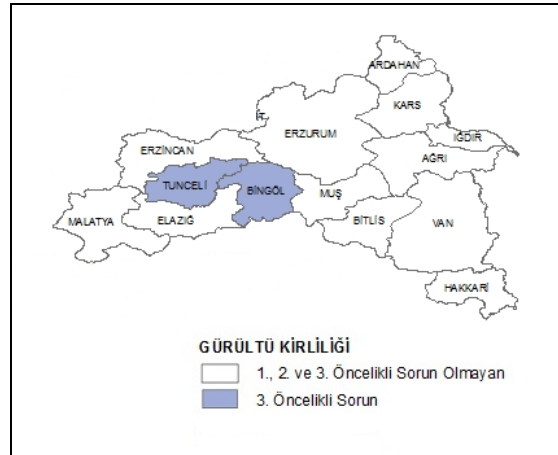 ARDAHAN
KARS
IĞDIR
ERZURUM
AĞRI
ERZİNCAN
TUNCELİ
BİNGÖL
MUŞ
MALATYA
ELAZIĞ
BİTLİS
VAN
HAKKARİ
GÜRÜLTÜ KİRLİLİĞİ
1., 2. ve 3. Öncelikli Sorun Olmayan
3. Öncelikli Sorun